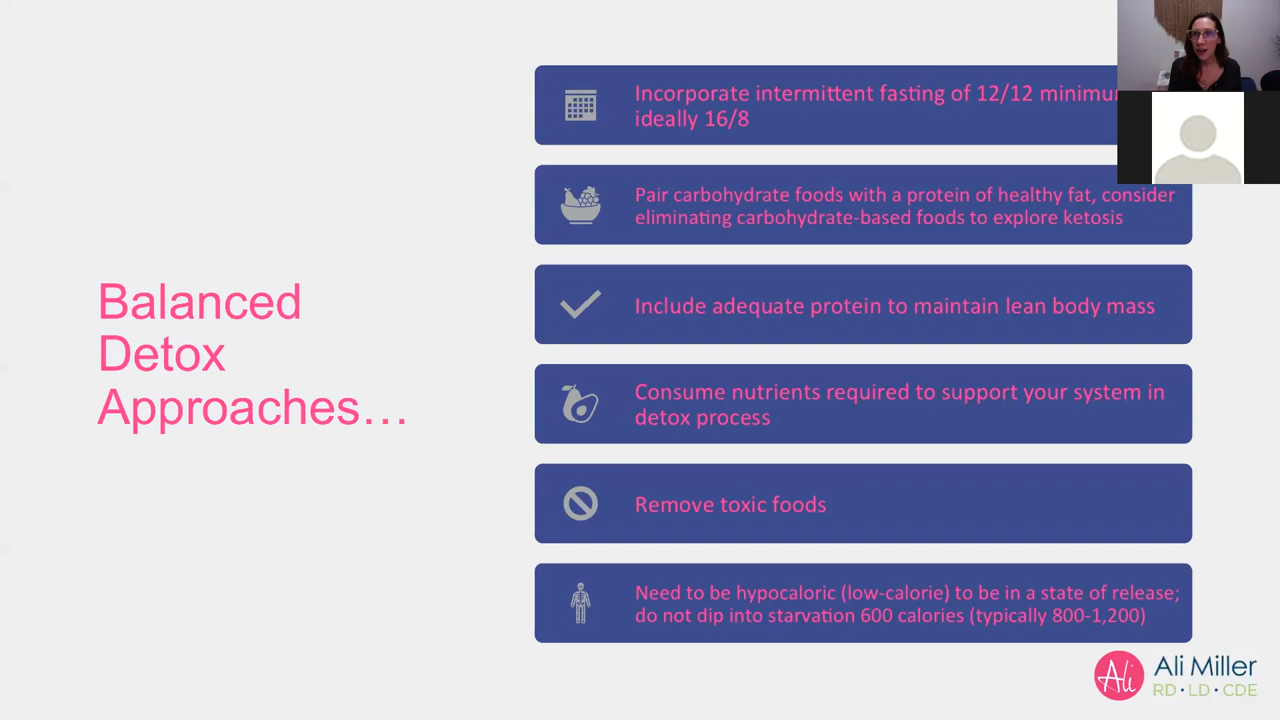 Balanced
Detox
Approaches…
Incorporate intermittent fasting of 12/12
ideally 16/8
Pair carbohydrate foods with a protein of healthy fat, consider
eliminating carbohydrate-based foods to explore ketosis
Include adequate protein to maintain lean body mass
Consume nutrients required to support your system in
detox process
Remove toxic foods
Need to be hypocaloric (low-calorie) to be in a state of release;
do not dip into starvation 600 calories (typically 800-1,200)
Ali
Ali Miller
RD•LD•CDE